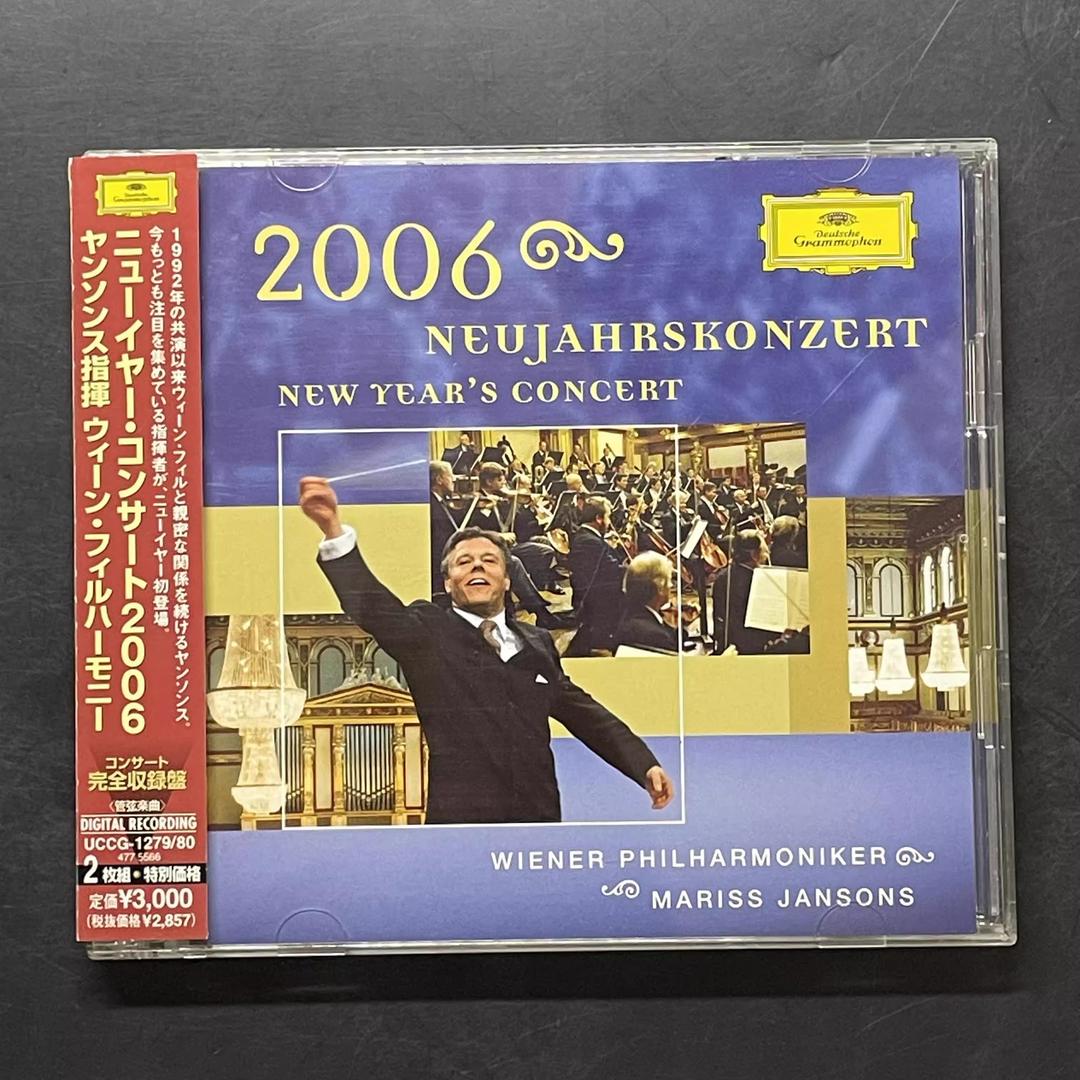 Deutsche
Grammophon
1992年の共演以来ウィーン・フィルと親密な関係を続けるヤンソンス。
今もっとも注目を集めている指揮者が、ニューイヤー初登場。
ニューイヤー・コンサート2006
ヤンソンス指揮 ウィーン・フィルハーモニー
コンサート
完全収録盤
〈管弦楽曲〉
DIGITAL RECORDING
UCCG-1279/80
477 5566
2枚組・特別価格
定価¥3,000
(税抜価格¥2,857)
2006
Deutsche
Grammophon
NEUJAHRSKONZERT
NEW YEAR'S CONCERT
WIENER PHILHARMONIKER
MARISS JANSONS